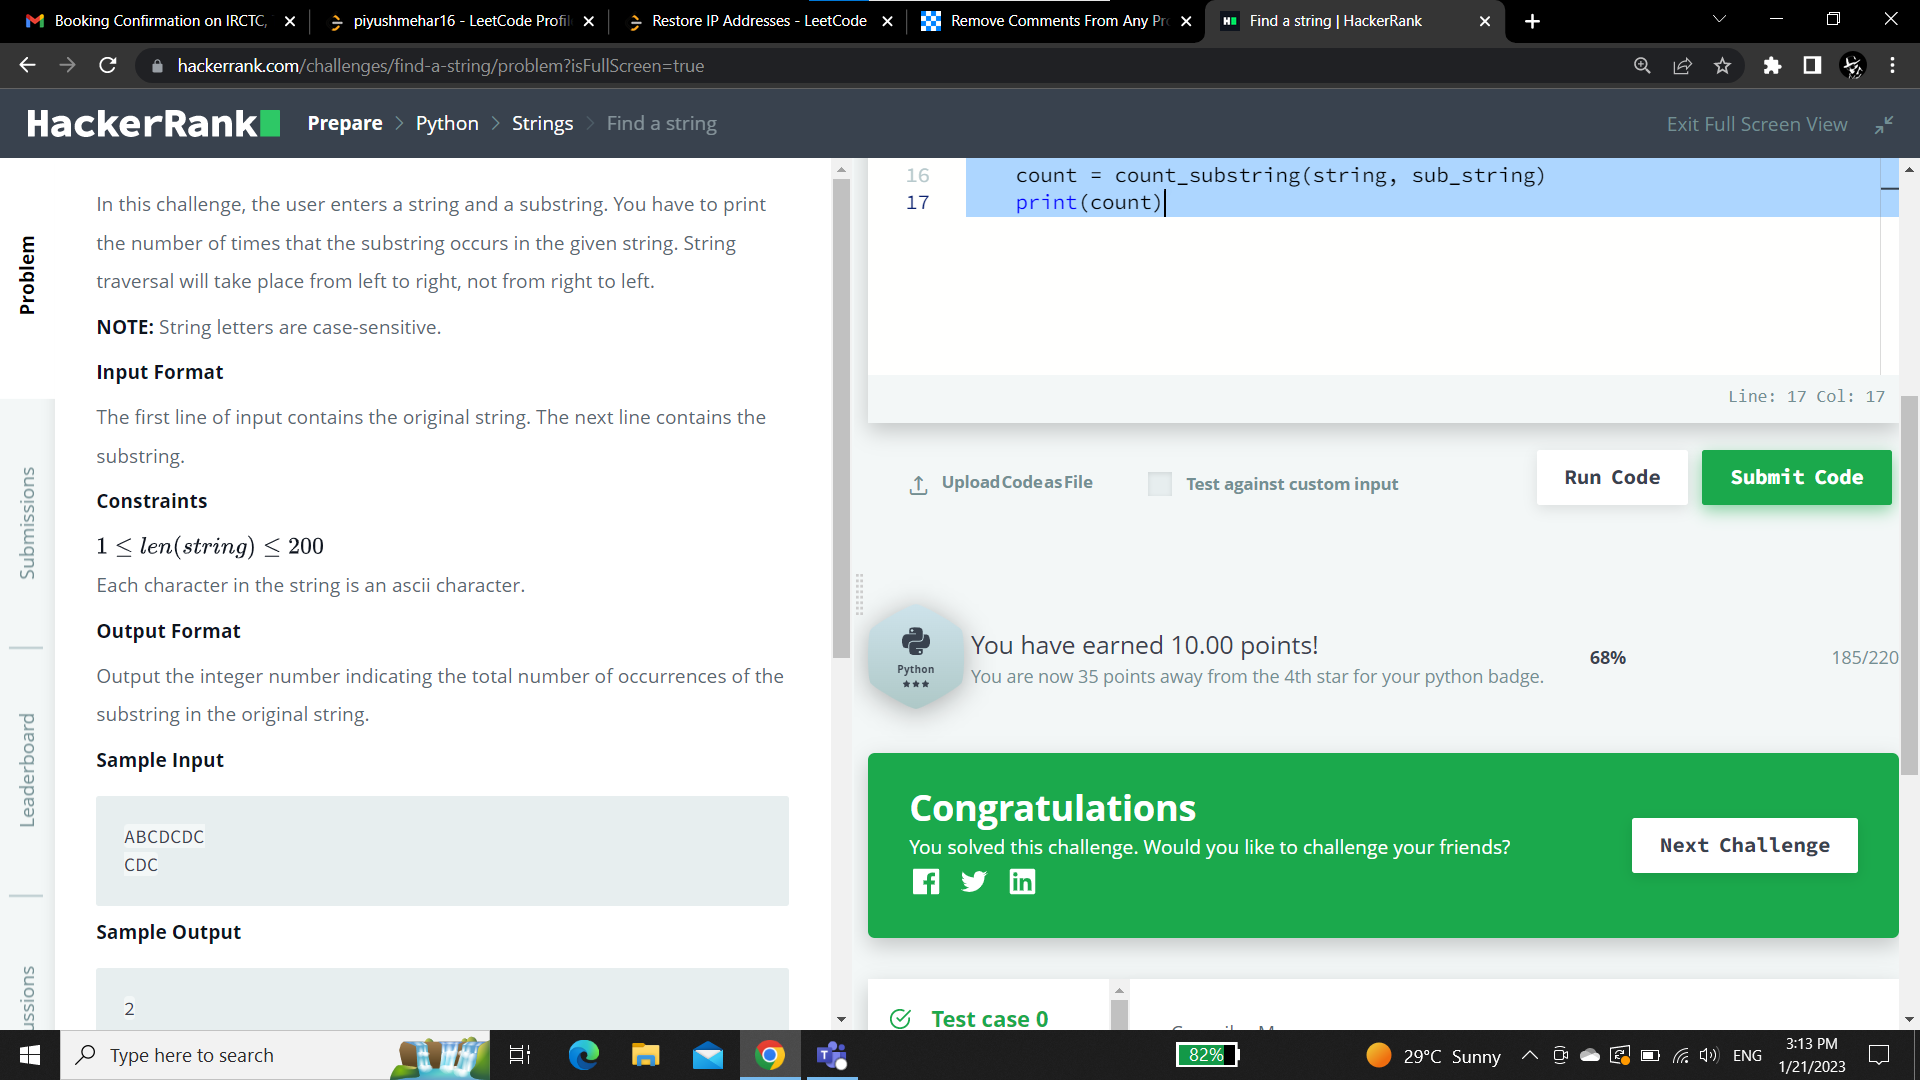 Booking Confirmation on IRCTC,
piyushmehar16 - LeetCode Profil
Restore IP Addresses - LeetCode
Remove Comments From Any Pr
Find a string | HackerRank
hackerrank.com/challenges/find-a-string/problem?isFullScreen=true
HackerRank
Prepare > Python > Strings > Find a string
Exit Full Screen View
Problem
Submissions
Leaderboard
ussions
In this challenge, the user enters a string and a substring. You have to print
the number of times that the substring occurs in the given string. String
traversal will take place from left to right, not from right to left.
NOTE: String letters are case-sensitive.
Input Format
The first line of input contains the original string. The next line contains the
substring.
Constraints
1 ≤ len(string) ≤ 200
Each character in the string is an ascii character.
Output Format
Output the integer number indicating the total number of occurrences of the
substring in the original string.
Sample Input
ABCDCDC
CDC
Sample Output
2
16 count = count_substring(string, sub_string)
17 print(count)
Line: 17 Col: 17
Upload Code as File
Test against custom input
Run Code
Submit Code
Python
You have earned 10.00 points!
You are now 35 points away from the 4th star for your python badge.
68%
185/220
Congratulations
You solved this challenge. Would you like to challenge your friends?
Next Challenge
Test case 0
Type here to search
82%
29°C Sunny
ENG
3:13 PM
1/21/2023